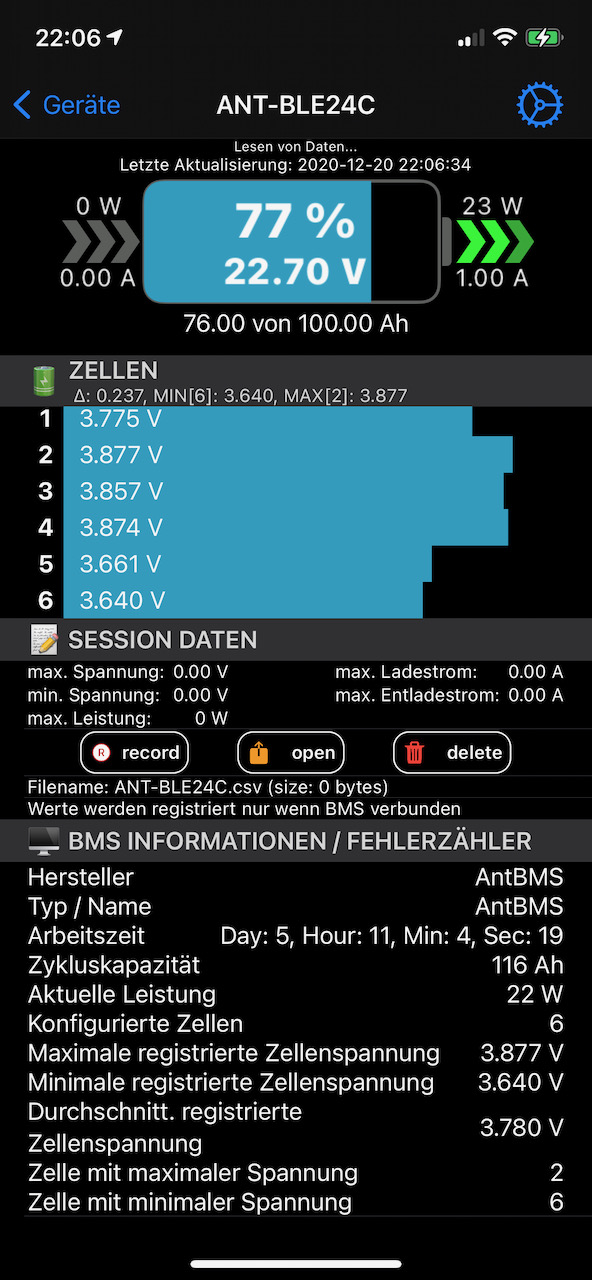 22:06
Geräte
ANT-BLE24C
Lesen von Daten...
Letzte Aktualisierung: 2020-12-20 22:06:34
0 W
77 %
23 W
0.00 A
22.70 V
1.00 A
76.00 von 100.00 Ah
ZELLEN
Δ: 0.237, MIN[6]: 3.640, MAX[2]: 3.877
1 3.775 V
2 3.877 V
3 3.857 V
4 3.874 V
5 3.661 V
6 3.640 V
SESSION DATEN
max. Spannung: 0.00 V max. Ladestrom: 0.00 A
min. Spannung: 0.00 V max. Entladestrom: 0.00 A
max. Leistung: 0 W
R record open delete
Filename: ANT-BLE24C.csv (size: 0 bytes)
Werte werden registriert nur wenn BMS verbunden
BMS INFORMATIONEN / FEHLERZÄHLER
Hersteller AntBMS
Typ / Name AntBMS
Arbeitszeit Day: 5, Hour: 11, Min: 4, Sec: 19
Zykluskapazität 116 Ah
Aktuelle Leistung 22 W
Konfigurierte Zellen 6
Maximale registrierte Zellenspannung 3.877 V
Minimale registrierte Zellenspannung 3.640 V
Durchschnitt. registrierte
Zellenspannung 3.780 V
Zelle mit maximaler Spannung 2
Zelle mit minimaler Spannung 6